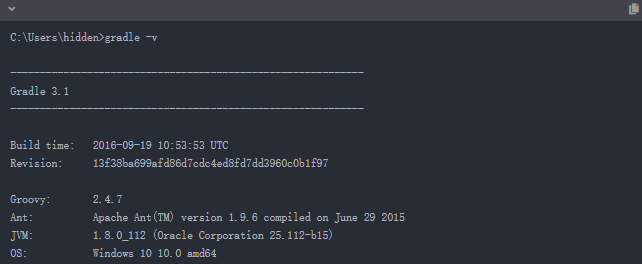 C:\Users\hidden>gradle -v
------------------------------------------------------------
Gradle 3.1
------------------------------------------------------------
Build time:   2016-09-19 10:53:53 UTC
Revision:     13f38ba699afd86d7cdc4ed8fd7dd3960c0b1f97
Groovy:       2.4.7
Ant:          Apache Ant(TM) version 1.9.6 compiled on June 29 2015
JVM:          1.8.0_112 (Oracle Corporation 25.112-b15)
OS:           Windows 10 10.0 amd64